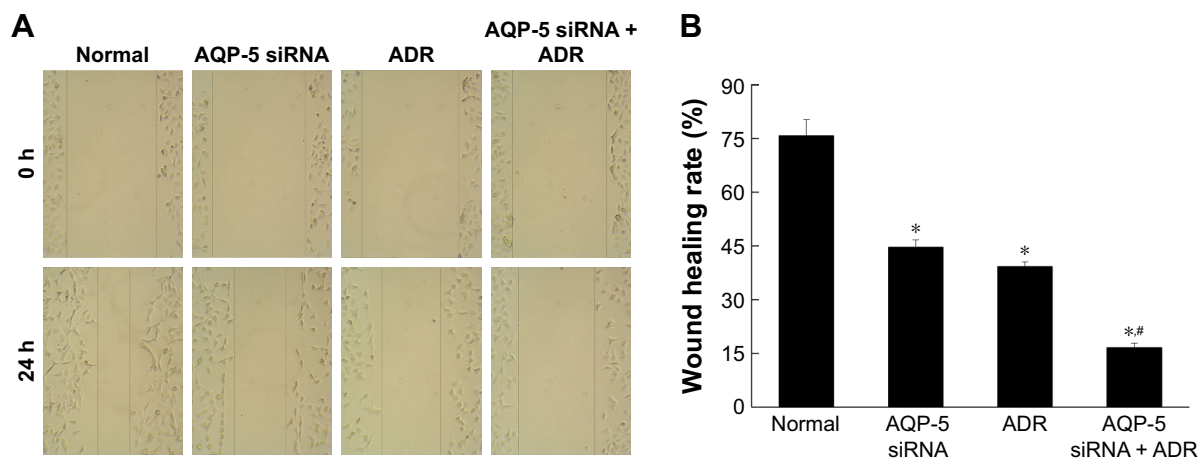 A
Normal
AQP-5 siRNA
ADR
AQP-5 siRNA +
ADR
0 h
24 h
B
Wound healing rate (%)
90
75
60
45
30
15
0
*
*
*,#
Normal
AQP-5
siRNA
ADR
AQP-5
siRNA + ADR